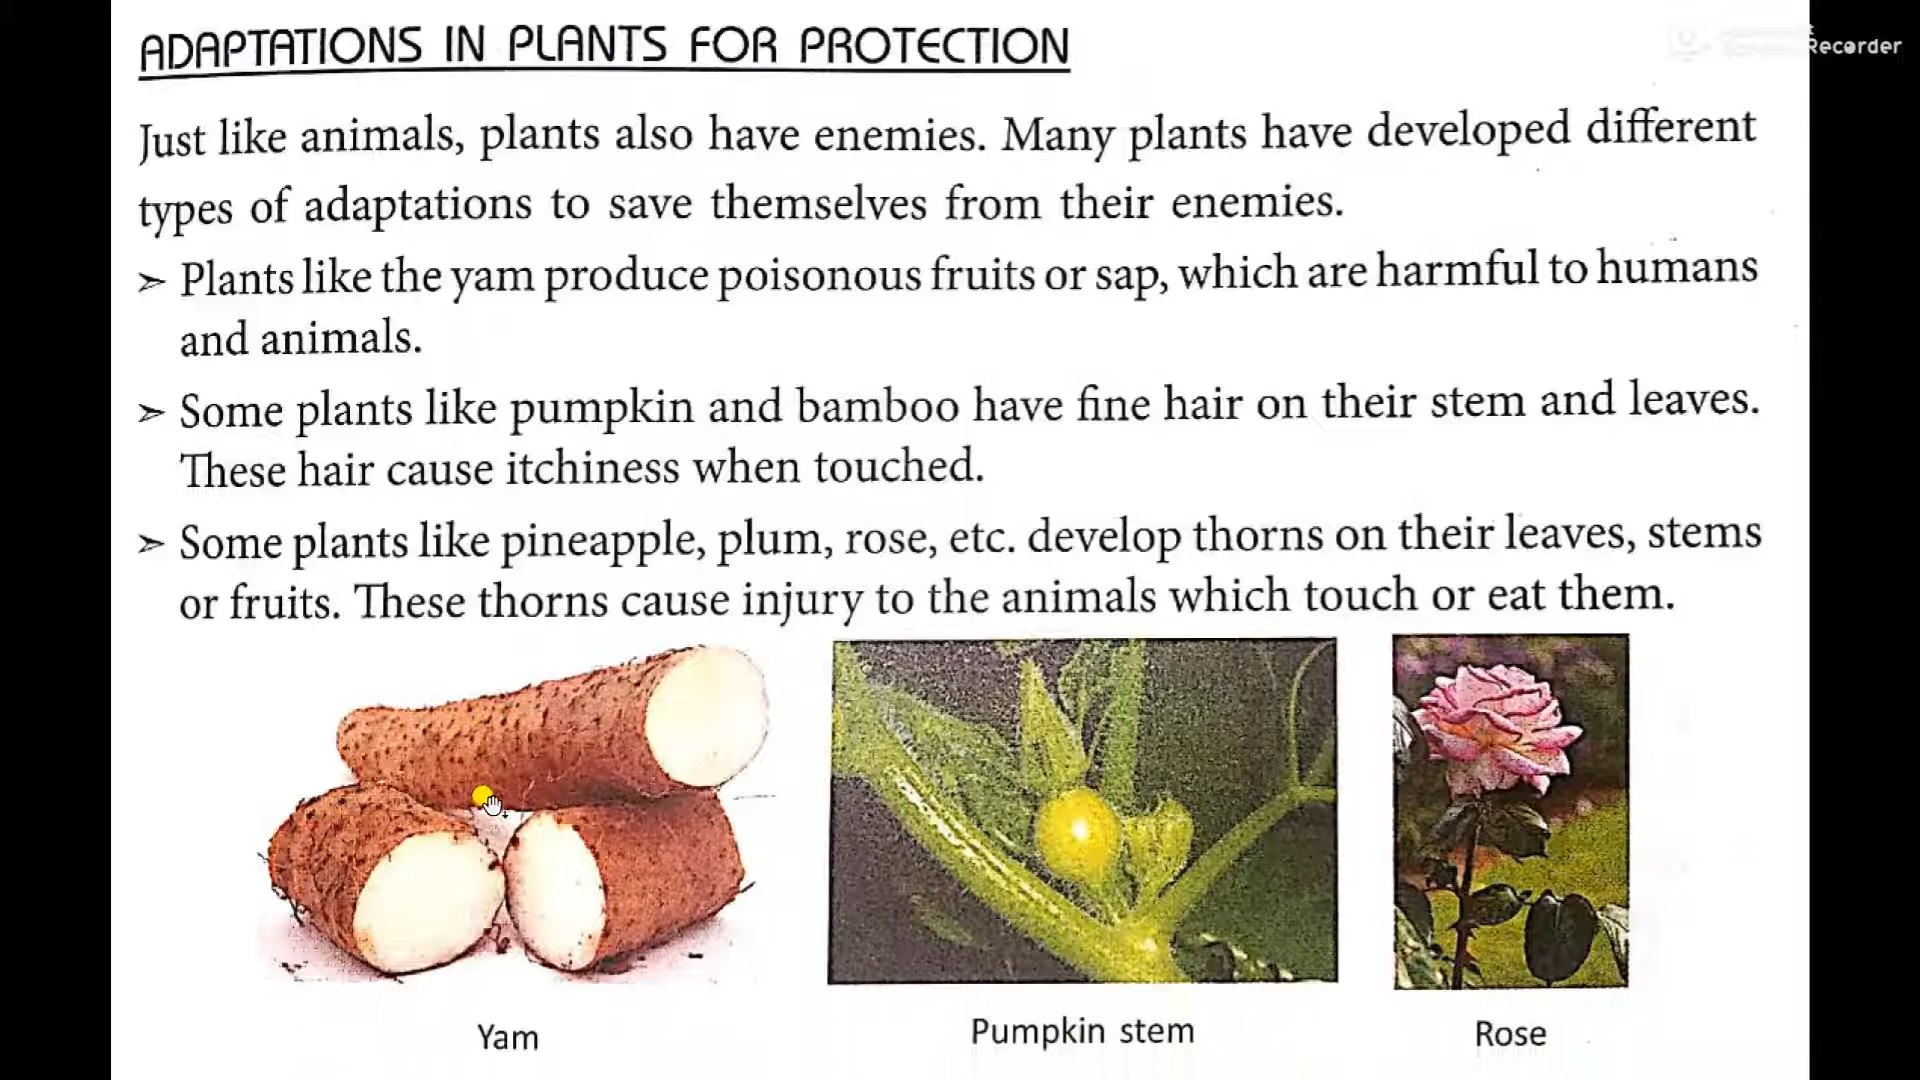 ADAPTATIONS IN PLANTS FOR PROTECTION
Recorder
Just like animals, plants also have enemies. Many plants have developed different
types of adaptations to save themselves from their enemies.
➢ Plants like the yam produce poisonous fruits or sap, which are harmful to humans
and animals.
➢ Some plants like pumpkin and bamboo have fine hair on their stem and leaves.
These hair cause itchiness when touched.
➢ Some plants like pineapple, plum, rose, etc. develop thorns on their leaves, stems
or fruits. These thorns cause injury to the animals which touch or eat them.
Yam
Pumpkin stem
Rose